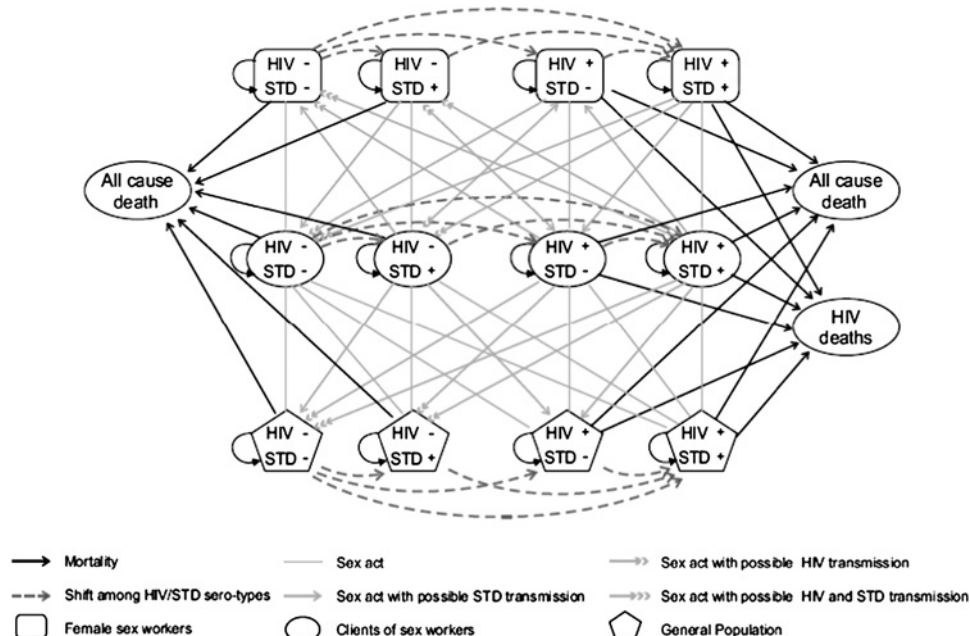 HIV - HIV - HIV + HIV +
STD - STD + STD - STD +
All cause
death
All cause
death
HIV - HIV - HIV + HIV +
STD - STD + STD - STD +
HIV
deaths
HIV - HIV - HIV + HIV +
STD - STD + STD - STD +
Mortality
Sex act
Sex act with possible HIV transmission
Shift among HIV/STD sero-types
Sex act with possible STD transmission
Sex act with possible HIV and STD transmission
Female sex workers
Clients of sex workers
General Population